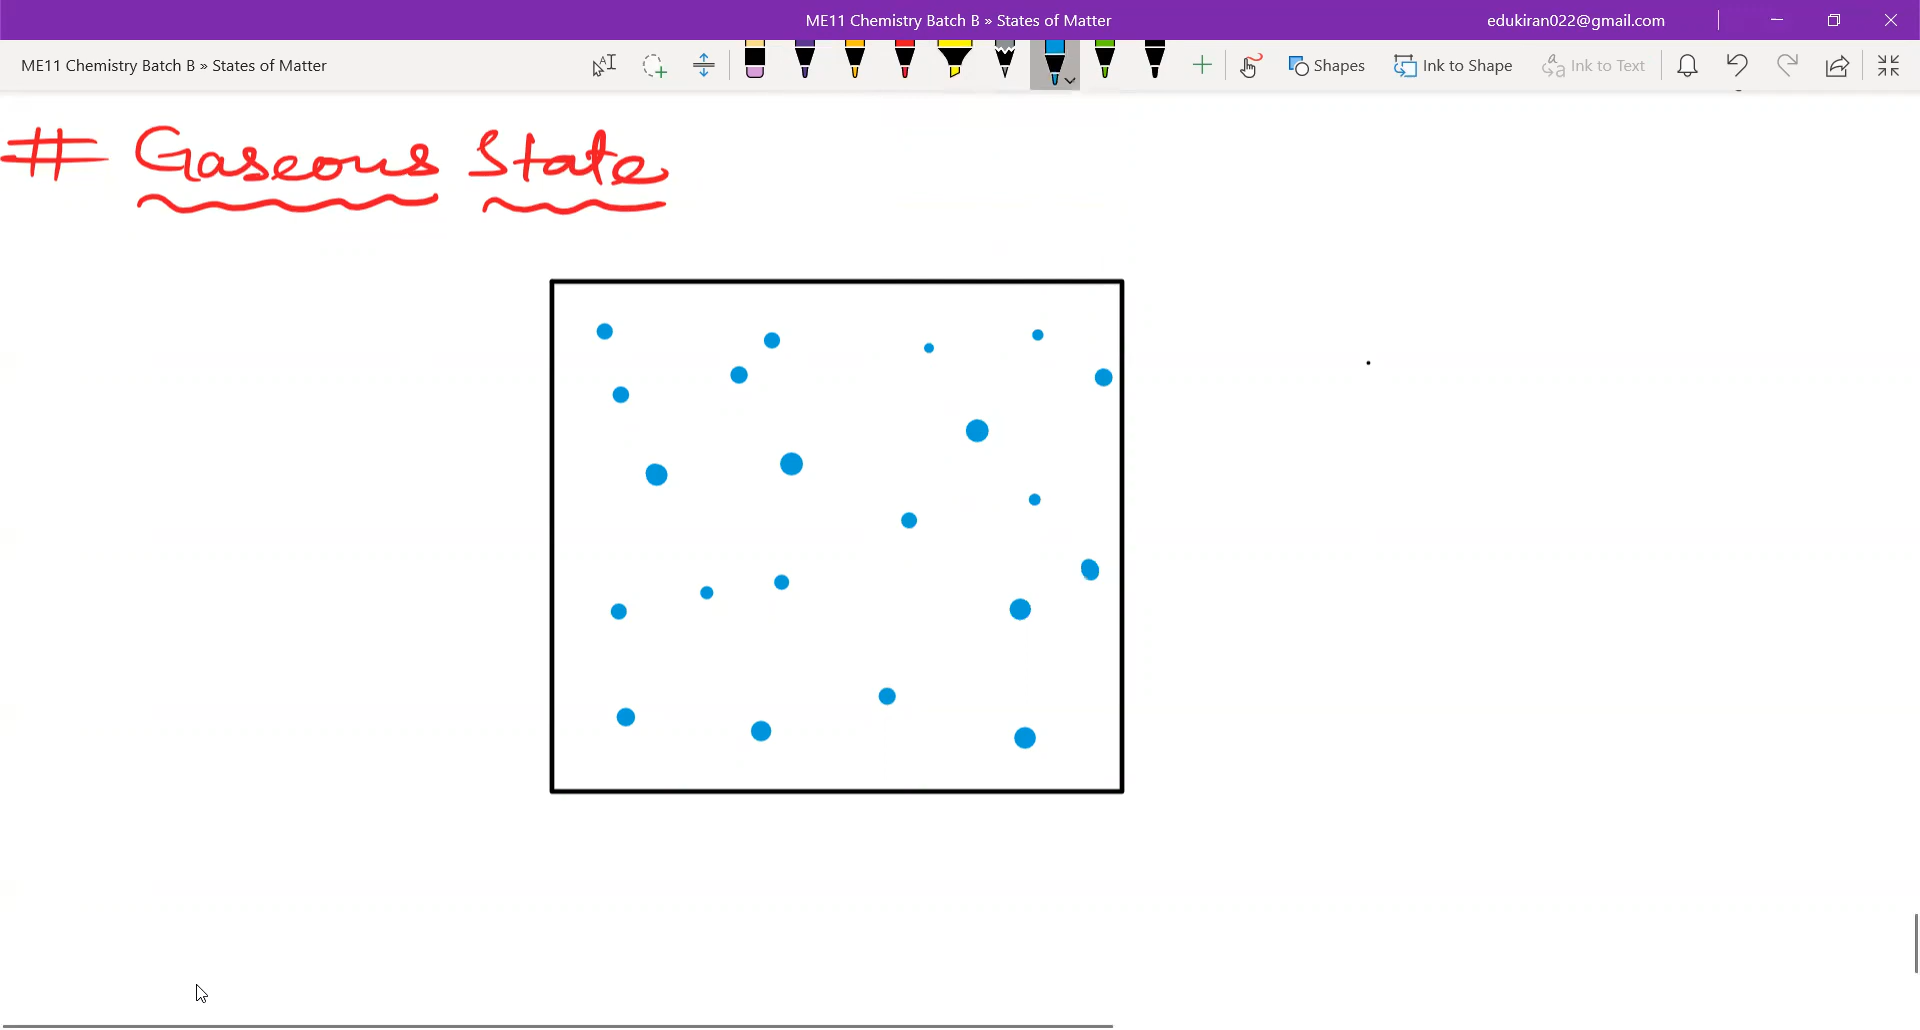 ME11 Chemistry Batch B » States of Matter
edukiran022@gmail.com
ME11 Chemistry Batch B » States of Matter
Shapes
Ink to Shape
Ink to Text
# Gaseous State